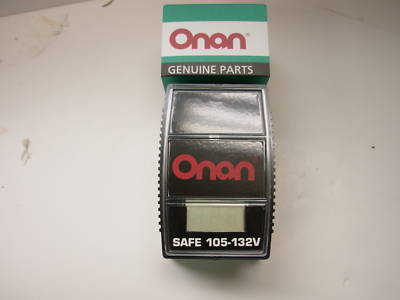 Onan®
GENUINE PARTS
Onan
SAFE 105-132V